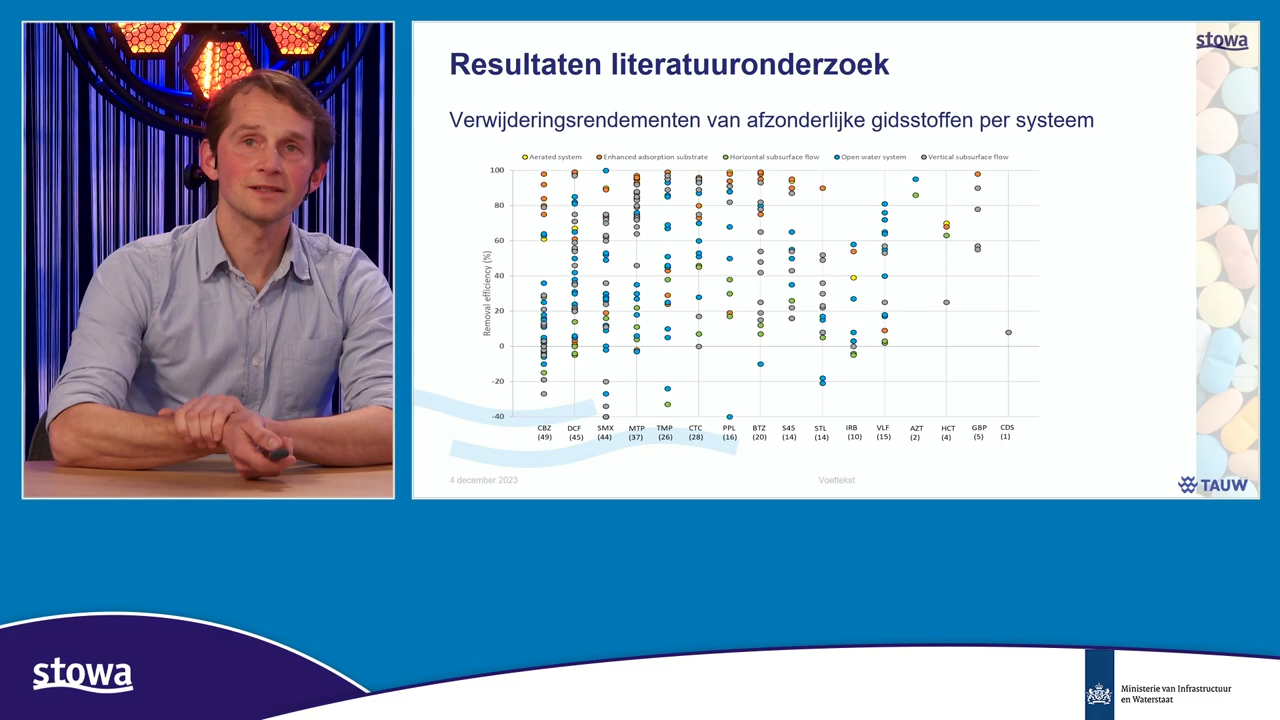 stowa
Resultaten literatuuronderzoek
Verwijderingsrendementen van afzonderlijke gidsstoffen per systeem
Aerated system Enhanced adsorption substrate Horizontal subsurface flow Open water system Vertical subsurface flow
Removal efficiency (%)
100
80
60
40
20
0
-20
-40
CBZ DCF SMX MTP TMP CTC PPL BTZ S45 STL IRB VLF AZT HCT GBP CDS
(49) (45) (44) (37) (26) (28) (16) (20) (14) (14) (10) (15) (2) (4) (5) (1)
4 december 2023 Voettekst
TAUW
stowa
Ministerie van Infrastructuur
en Waterstaat